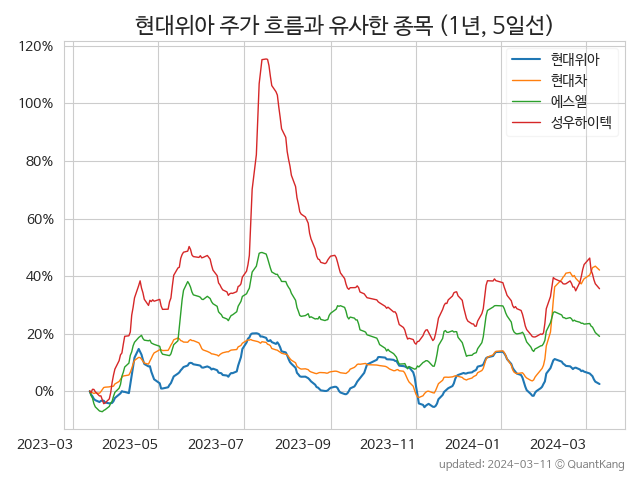 현대위아 주가 흐름과 유사한 종목 (1년, 5일선)
현대위아
현대차
에스엘
성우하이텍
120%
100%
80%
60%
40%
20%
0%
2023-03 2023-05 2023-07 2023-09 2023-11 2024-01 2024-03
updated: 2024-03-11 © QuantKang